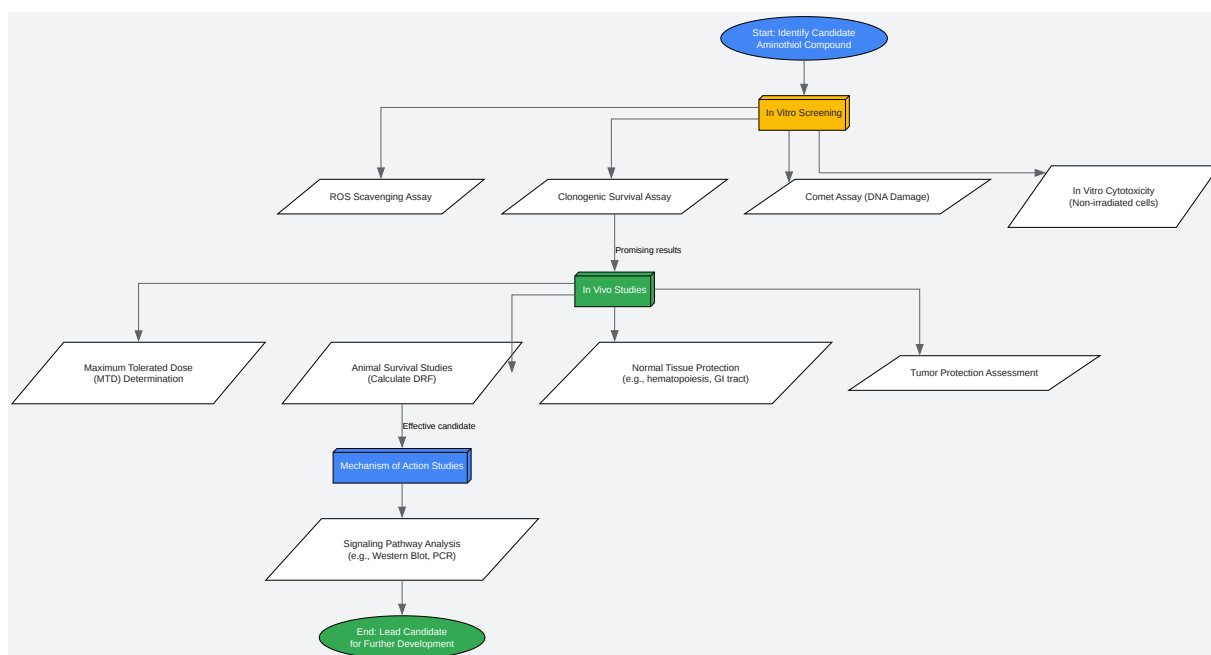 Start: Identify Candidate
Aminothiol Compound
In Vitro Screening
ROS Scavenging Assay
Clonogenic Survival Assay
Comet Assay (DNA Damage)
In Vitro Cytotoxicity
(Non-irradiated cells)
Promising results
In Vivo Studies
Maximum Tolerated Dose
(MTD) Determination
Animal Survival Studies
(Calculate DRF)
Normal Tissue Protection
(e.g., hematopoiesis, GI tract)
Tumor Protection Assessment
Effective candidate
Mechanism of Action Studies
Signaling Pathway Analysis
(e.g., Western Blot, PCR)
End: Lead Candidate
for Further Development